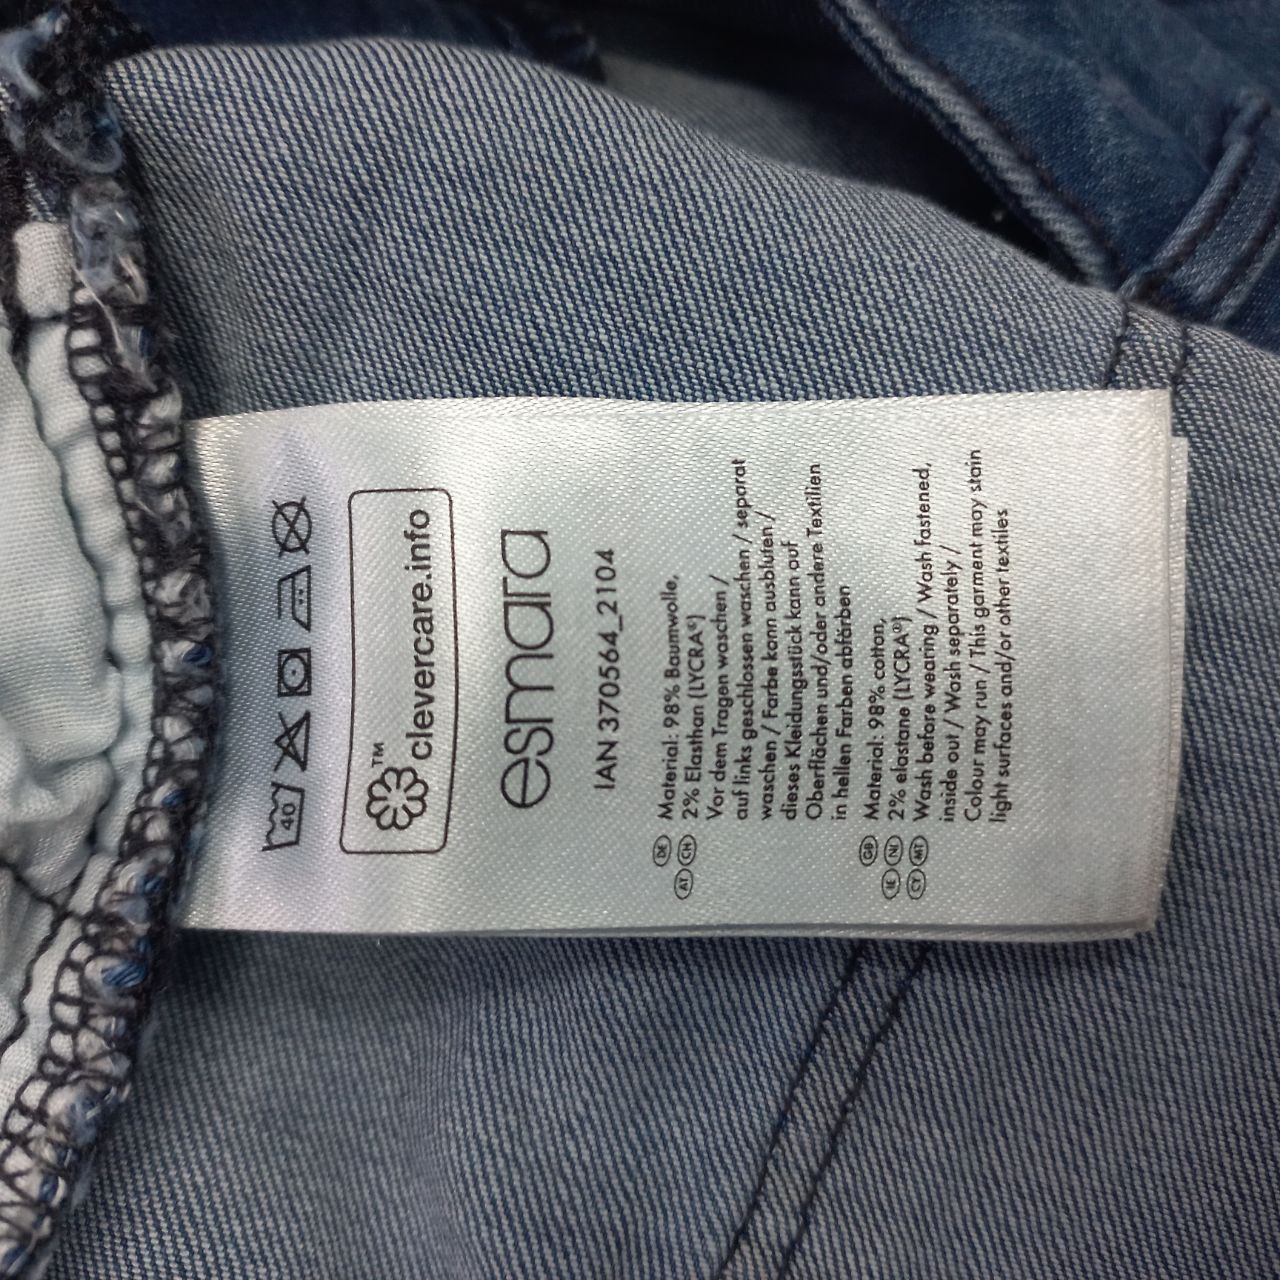 40
clevercare.info
TM
esmara
IAN 370564_2104
DE Material: 98% Baumwolle,
AT CH 2% Elasthan (LYCRA®)
Vor dem Tragen waschen /
auf links geschlossen waschen / separat
waschen / Farbe kann ausbluten /
dieses Kleidungsstück kann auf
Oberflächen und/oder andere Textilien
in hellen Farben abfärben
GB Material: 98% cotton,
IE NI 2% elastane (LYCRA®)
CY MT Wash before wearing / Wash fastened,
inside out / Wash separately /
Colour may run / This garment may stain
light surfaces and/or other textiles